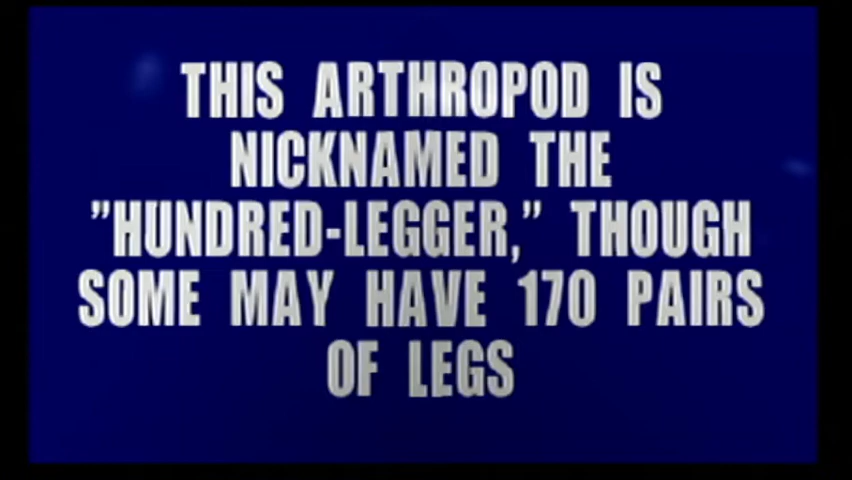 THIS ARTHROPOD IS
NICKNAMED THE
”HUNDRED-LEGGER,” THOUGH
SOME MAY HAVE 170 PAIRS
OF LEGS